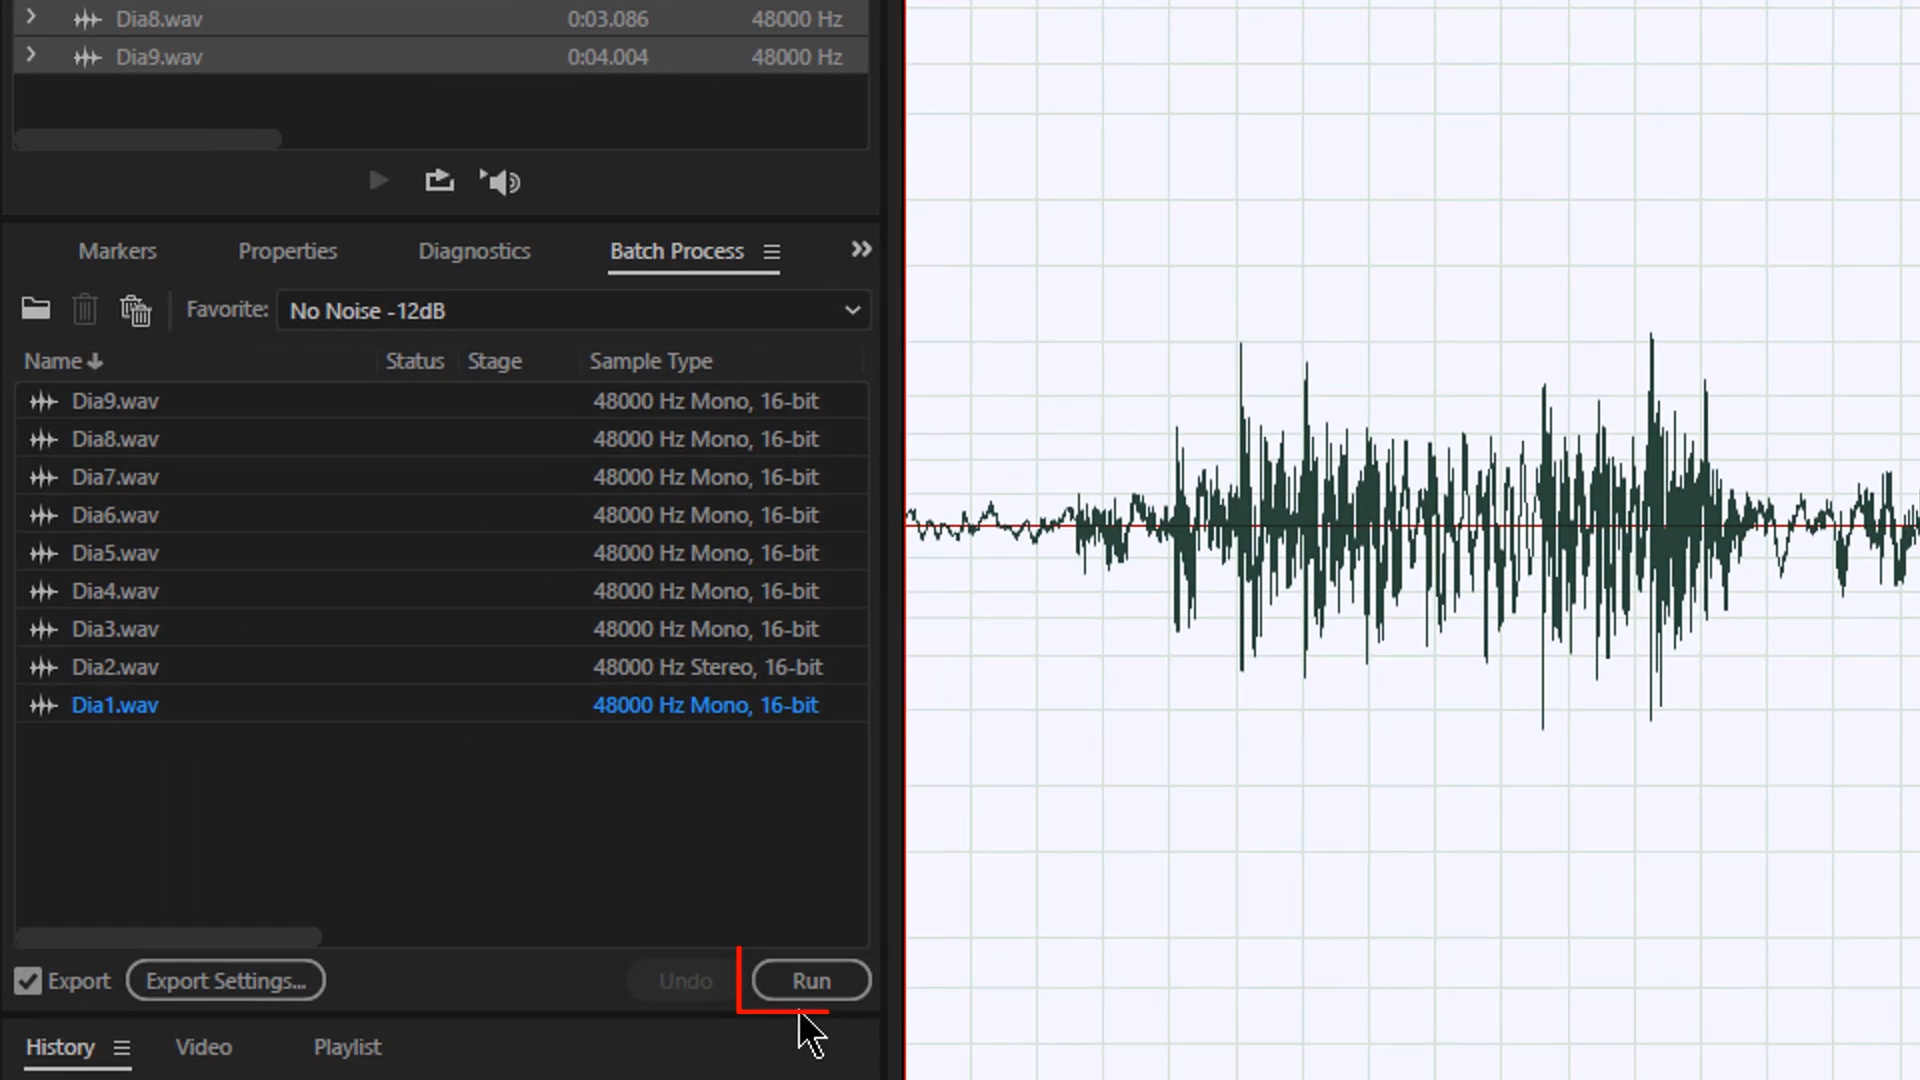 Dia8.wav 0:03.086 48000 Hz
Dia9.wav 0:04.004 48000 Hz
Markers Properties Diagnostics Batch Process
Favorite: No Noise -12dB
Name Status Stage Sample Type
Dia9.wav 48000 Hz Mono, 16-bit
Dia8.wav 48000 Hz Mono, 16-bit
Dia7.wav 48000 Hz Mono, 16-bit
Dia6.wav 48000 Hz Mono, 16-bit
Dia5.wav 48000 Hz Mono, 16-bit
Dia4.wav 48000 Hz Mono, 16-bit
Dia3.wav 48000 Hz Mono, 16-bit
Dia2.wav 48000 Hz Stereo, 16-bit
Dia1.wav 48000 Hz Mono, 16-bit
Export Export Settings... Undo Run
History Video Playlist